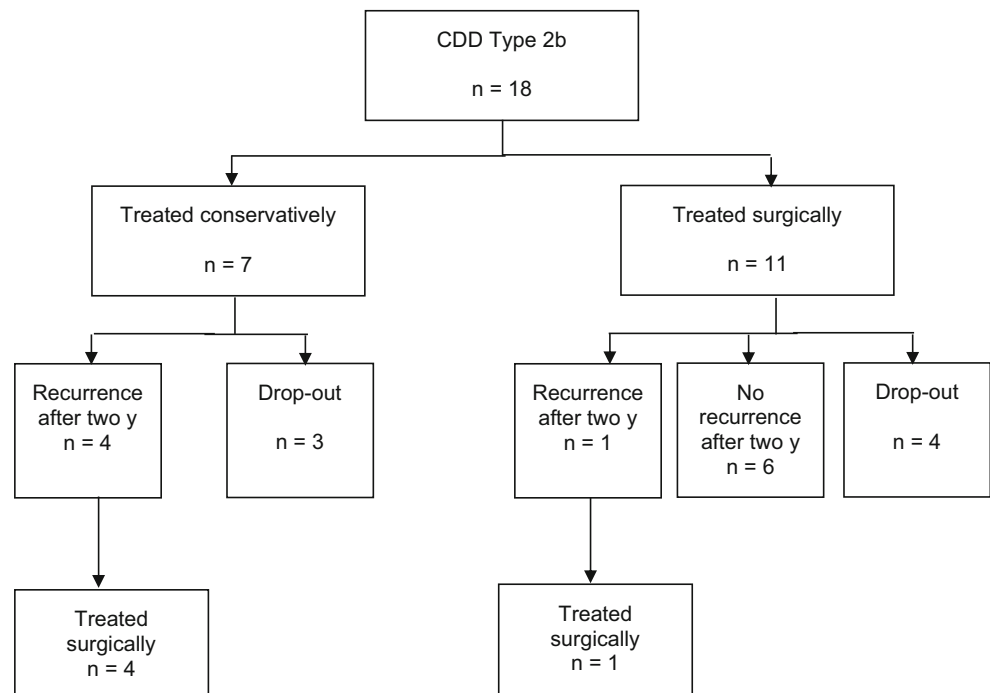 CDD Type 2b
n = 18
Treated conservatively
n = 7
Treated surgically
n = 11
Recurrence
after two y
n = 4
Drop-out
n = 3
Recurrence
after two y
n = 1
No
recurrence
after two y
n = 6
Drop-out
n = 4
Treated
surgically
n = 4
Treated
surgically
n = 1